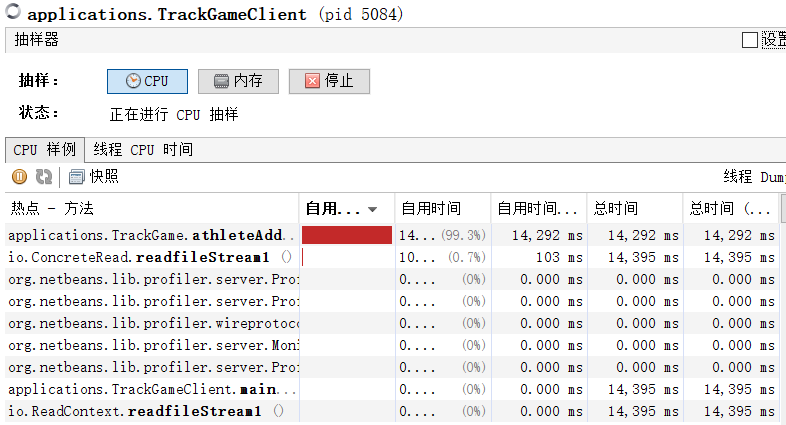 applications.TrackGameClient (pid 5084)
抽样器 设置
抽样： CPU 内存 停止
状态： 正在进行 CPU 抽样
CPU 样例 线程 CPU 时间
快照 线程 Dump
热点 - 方法 自用... 自用时间 自用时间... 总时间 总时间 (...
applications.TrackGame.athleteAdd... 14... (99.3%) 14,292 ms 14,292 ms 14,292 ms
io.ConcreteRead.readfileStream1 () 10... (0.7%) 103 ms 14,395 ms 14,395 ms
org.netbeans.lib.profiler.server.Prof 0.... (0%) 0.000 ms 0.000 ms 0.000 ms
org.netbeans.lib.profiler.server.Prof 0.... (0%) 0.000 ms 0.000 ms 0.000 ms
org.netbeans.lib.profiler.wireprotoco 0.... (0%) 0.000 ms 0.000 ms 0.000 ms
org.netbeans.lib.profiler.server.Moni 0.... (0%) 0.000 ms 0.000 ms 0.000 ms
org.netbeans.lib.profiler.server.Prof 0.... (0%) 0.000 ms 0.000 ms 0.000 ms
applications.TrackGameClient.main... 0.... (0%) 0.000 ms 14,395 ms 14,395 ms
io.ReadContext.readfileStream1 () 0.... (0%) 0.000 ms 14,395 ms 14,395 ms